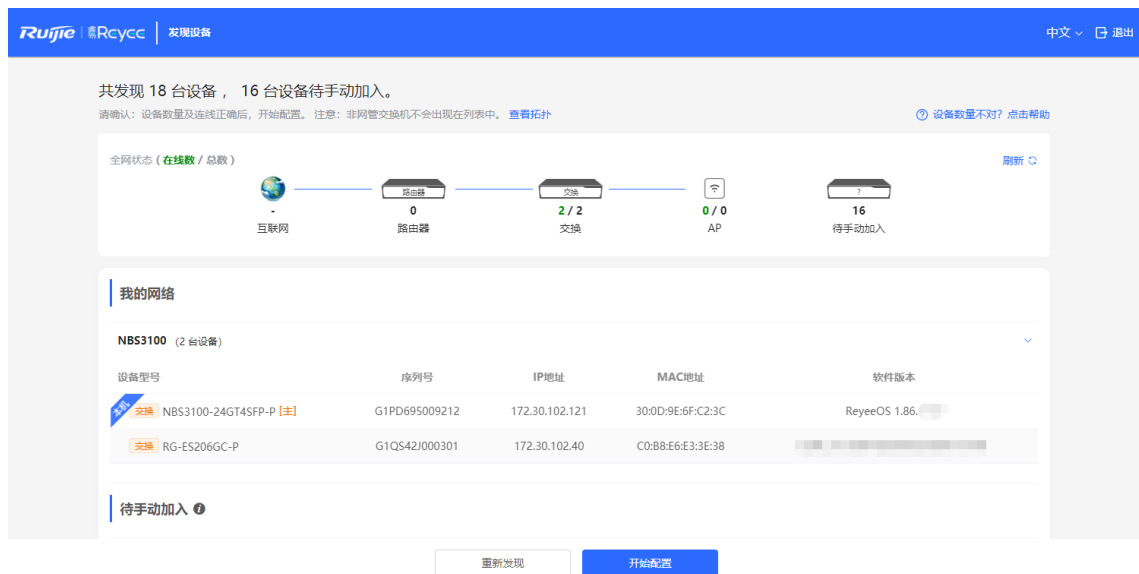 Ruijie | Rcycc | 发现设备
中文 退出
共发现 18 台设备 ， 16 台设备待手动加入。
请确认：设备数量及连线正确后，开始配置。 注意：非网管交换机不会出现在列表中。 查看拓扑
设备数量不对？点击帮助
全网状态 ( 在线数 / 总数 )
刷新
路由器 交换 ?
- 0 2 / 2 0 / 0 16
互联网 路由器 交换 AP 待手动加入
我的网络
NBS3100 (2 台设备)
设备型号 序列号 IP地址 MAC地址 软件版本
本机 交换 NBS3100-24GT4SFP-P [主] G1PD695009212 172.30.102.121 30:0D:9E:6F:C2:3C ReyeeOS 1.86.
交换 RG-ES206GC-P G1QS42J000301 172.30.102.40 C0:B8:E6:E3:3E:38
待手动加入
重新发现 开始配置